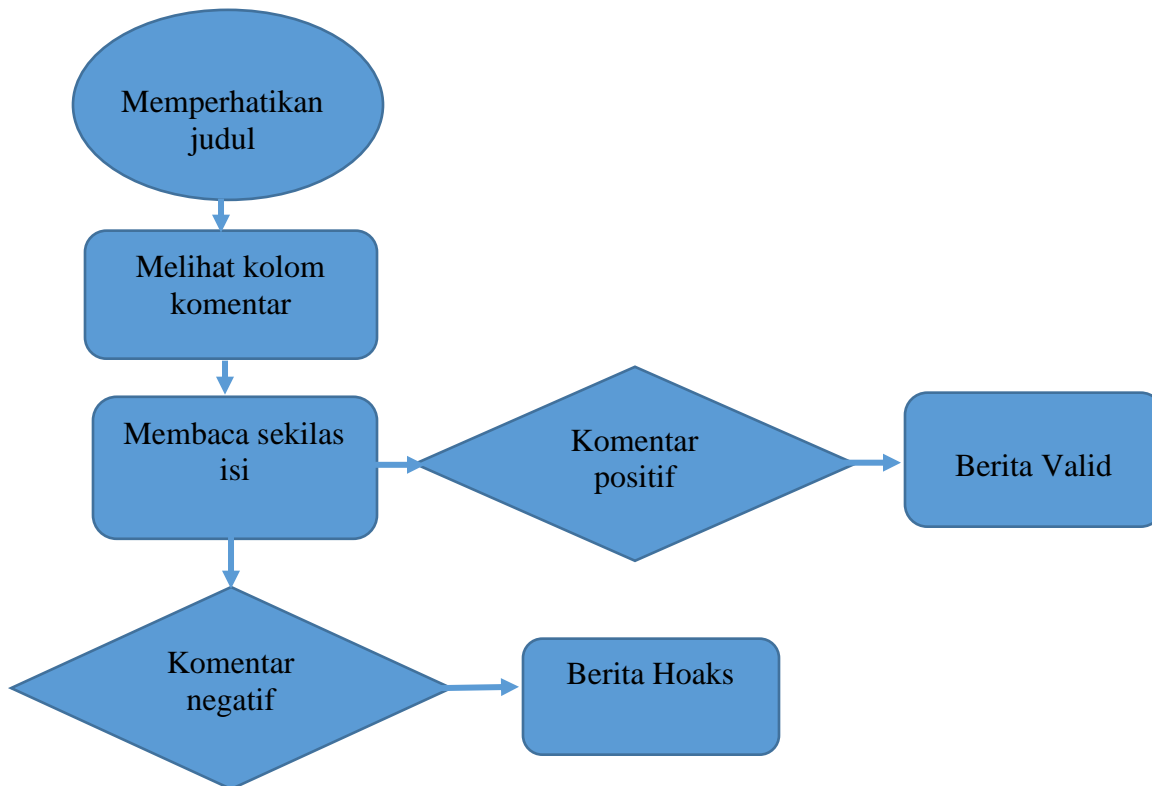 Memperhatikan
judul
Melihat kolom
komentar
Membaca sekilas
isi
Komentar
positif
Berita Valid
Komentar
negatif
Berita Hoaks